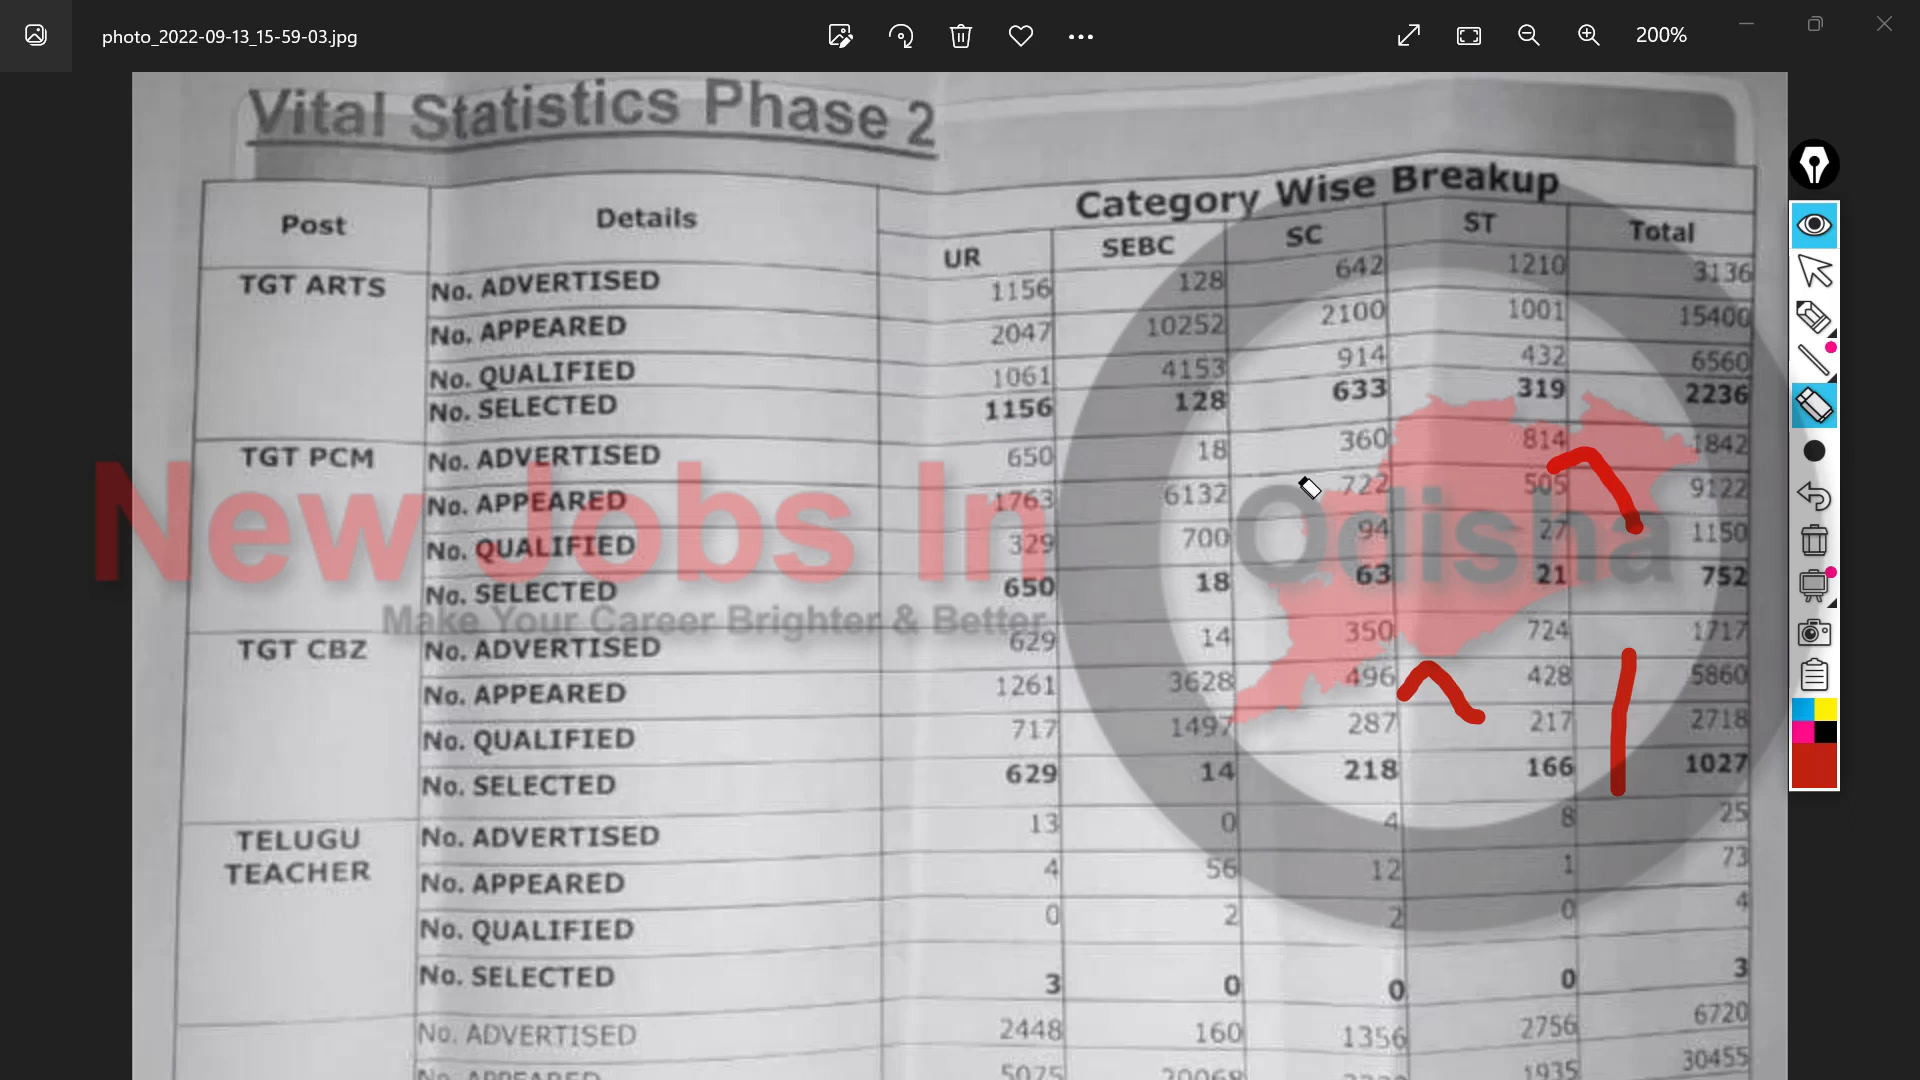 photo_2022-09-13_15-59-03.jpg
200%
Vital Statistics Phase 2
Post Details Category Wise Breakup
UR SEBC SC ST Total
TGT ARTS No. ADVERTISED 1156 128 642 1210 3136
No. APPEARED 2047 10252 2100 1001 15400
No. QUALIFIED 1061 4153 914 432 6560
No. SELECTED 1156 128 633 319 2236
TGT PCM No. ADVERTISED 650 18 360 814 1842
No. APPEARED 1763 6132 722 505 9122
No. QUALIFIED 329 700 94 27 1150
No. SELECTED 650 18 63 21 752
New Jobs In Odisha
Make Your Career Brighter & Better
TGT CBZ No. ADVERTISED 629 14 350 724 1717
No. APPEARED 1261 3628 496 428 5860
No. QUALIFIED 717 1497 287 217 2718
No. SELECTED 629 14 218 166 1027
TELUGU TEACHER No. ADVERTISED 13 0 4 8 25
No. APPEARED 4 56 12 1 73
No. QUALIFIED 0 2 2 0 4
No. SELECTED 3 0 0 0 3
No. ADVERTISED 2448 160 1356 2756 6720
No. APPEARED 5075 20068 1935 30455